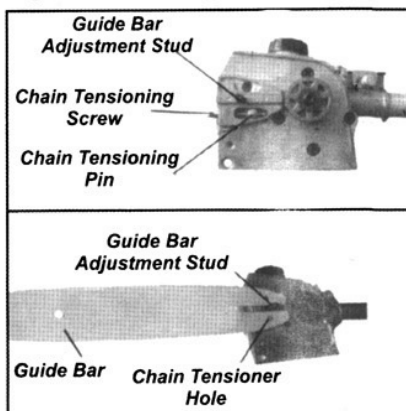 Guide Bar
Adjustment Stud
Chain Tensioning
Screw
Chain Tensioning
Pin
Guide Bar
Adjustment Stud
Guide Bar
Chain Tensioner
Hole